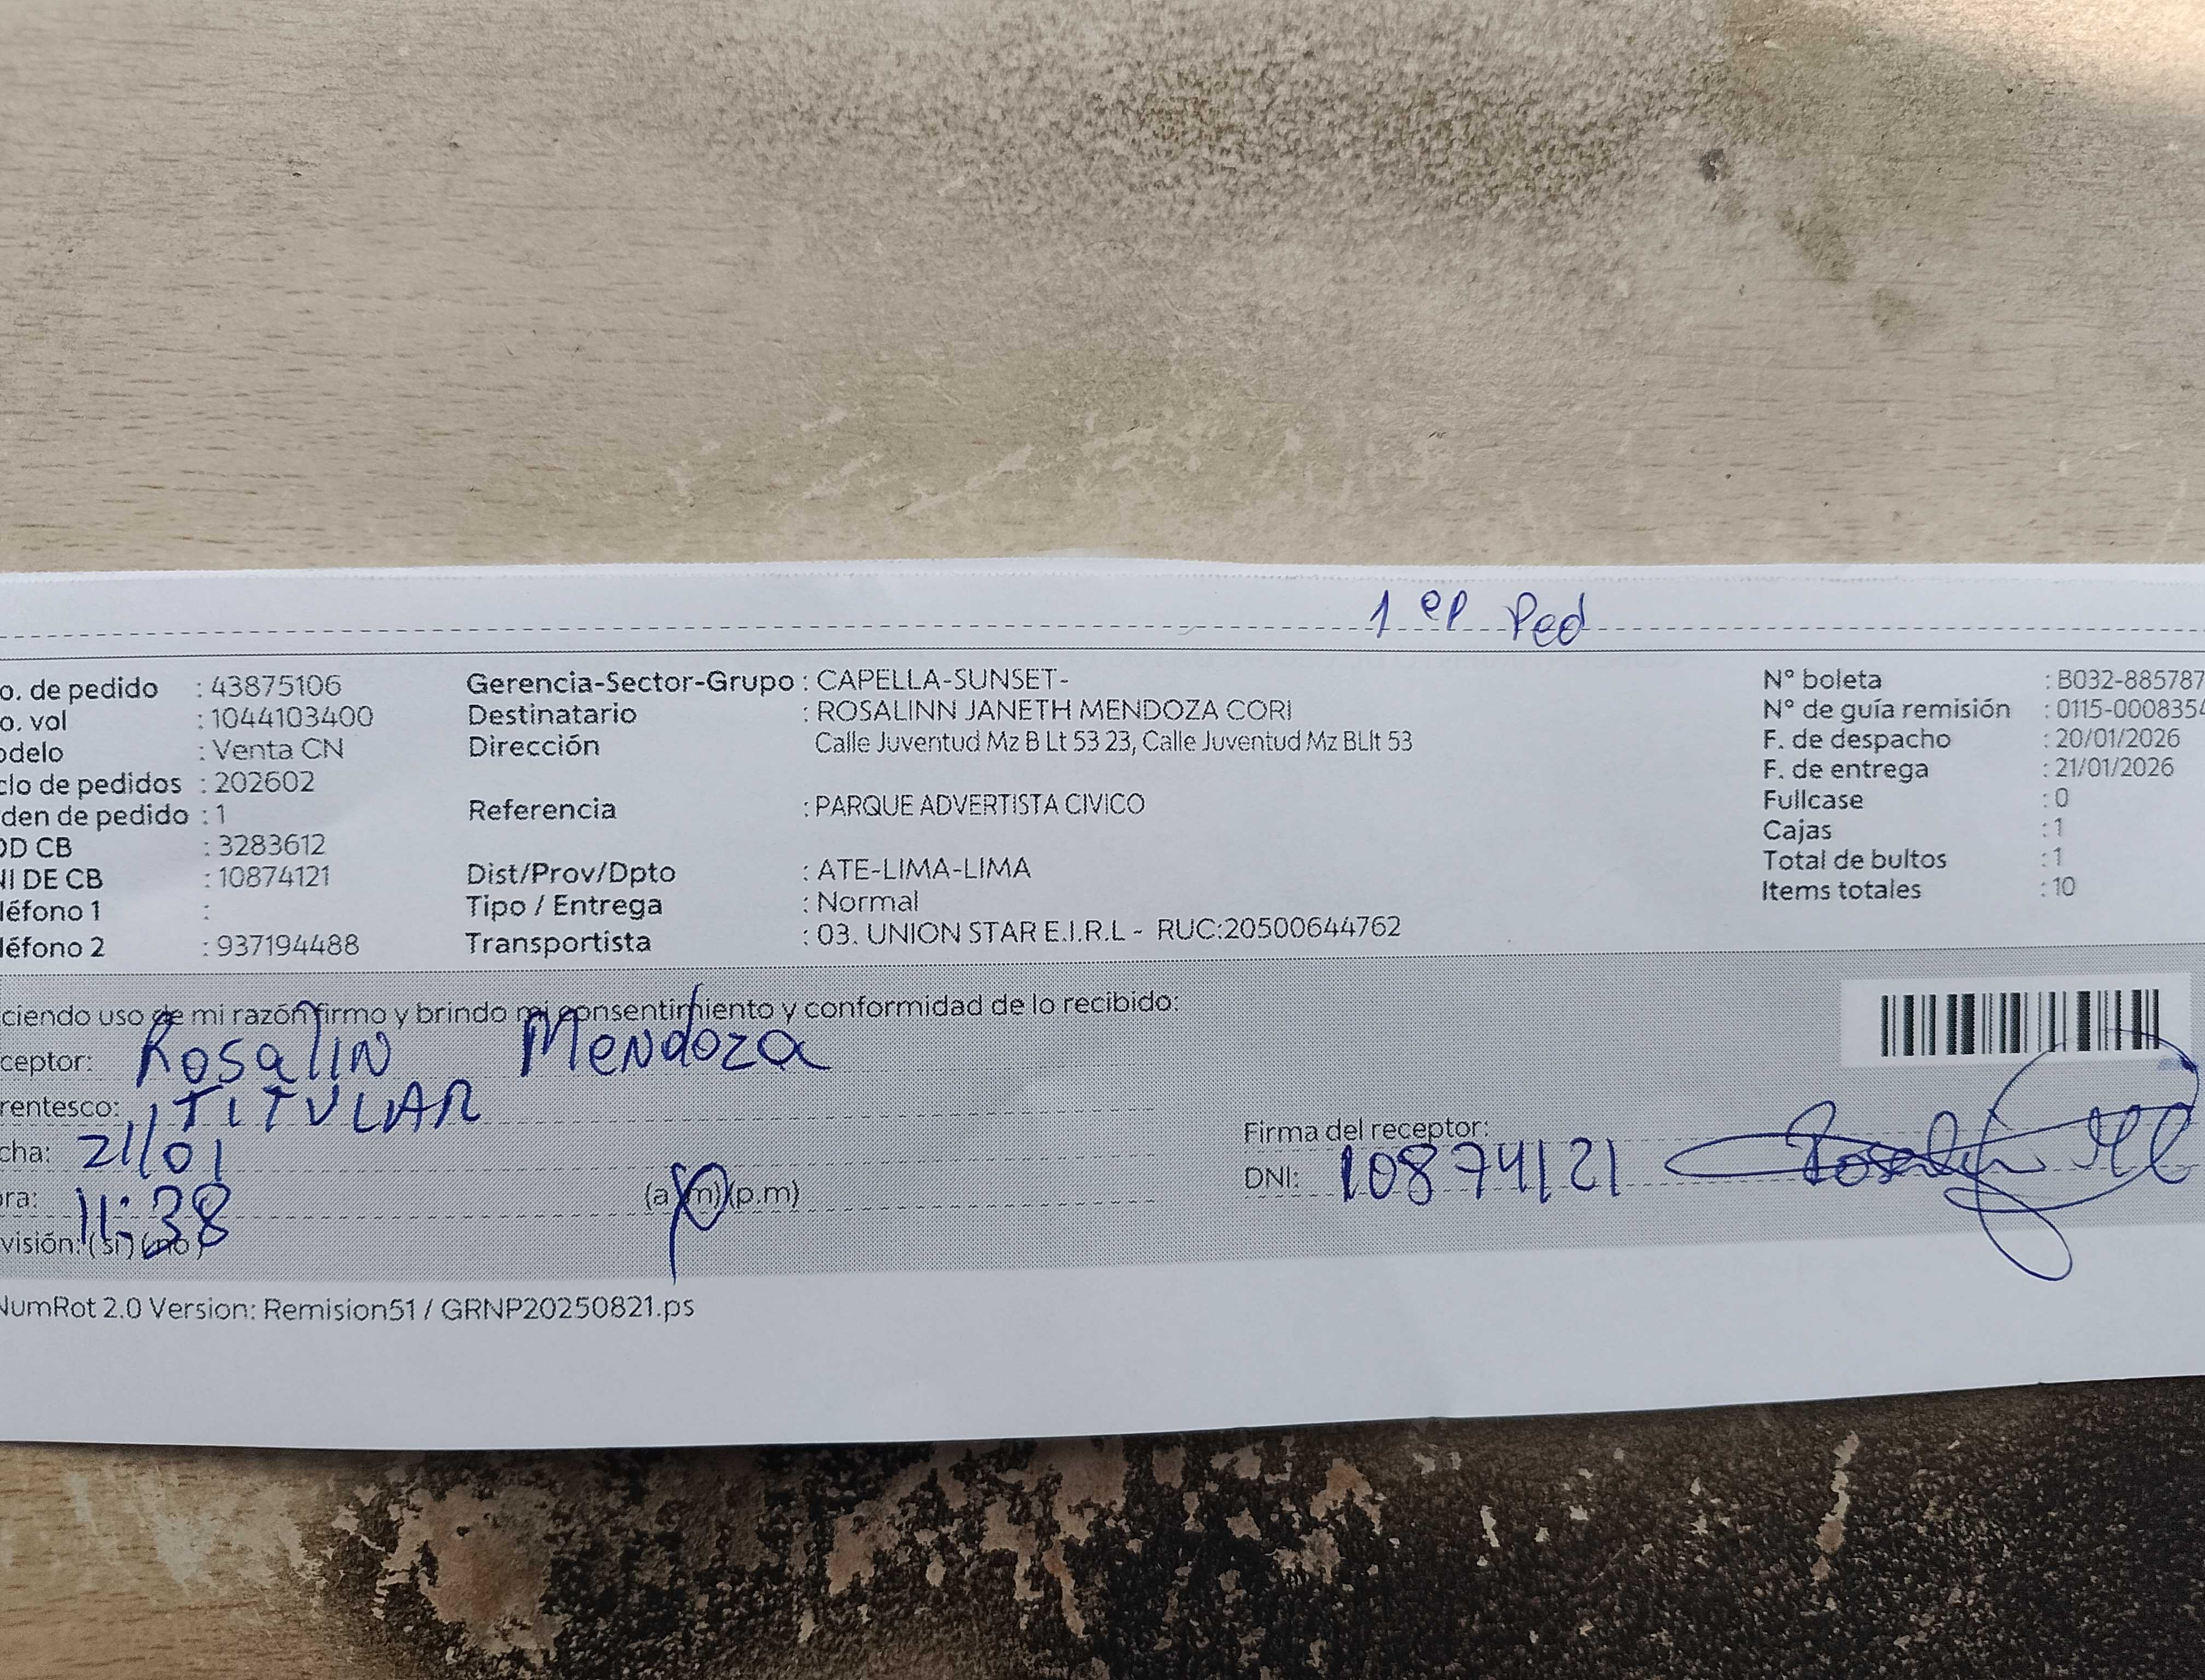 1 er Ped
o. de pedido : 43875106 Gerencia-Sector-Grupo : CAPELLA-SUNSET- N° boleta : B032-885787
o. vol : 1044103400 Destinatario : ROSALINN JANETH MENDOZA CORI N° de guía remisión : 0115-0008354
odelo : Venta CN Dirección Calle Juventud Mz B Lt 53 23, Calle Juventud Mz BLlt 53 F. de despacho : 20/01/2026
clo de pedidos : 202602 F. de entrega : 21/01/2026
den de pedido : 1 Referencia : PARQUE ADVERTISTA CIVICO Fullcase : 0
OD CB : 3283612 Cajas : 1
NI DE CB : 10874121 Dist/Prov/Dpto : ATE-LIMA-LIMA Total de bultos : 1
léfono 1 : Tipo / Entrega : Normal Items totales : 10
léfono 2 : 937194488 Transportista : 03. UNION STAR E.I.R.L - RUC:20500644762
ciendo uso de mi razón firmo y brindo mi consentimiento y conformidad de lo recibido:
ceptor: Rosalin Mendoza
rentesco: TITULAR
cha: 21/01 Firma del receptor:
ora: 11:38 (a.m)(p.m) DNI: 10874121
visión: (si) (no)
NumRot 2.0 Version: Remision51 / GRNP20250821.ps